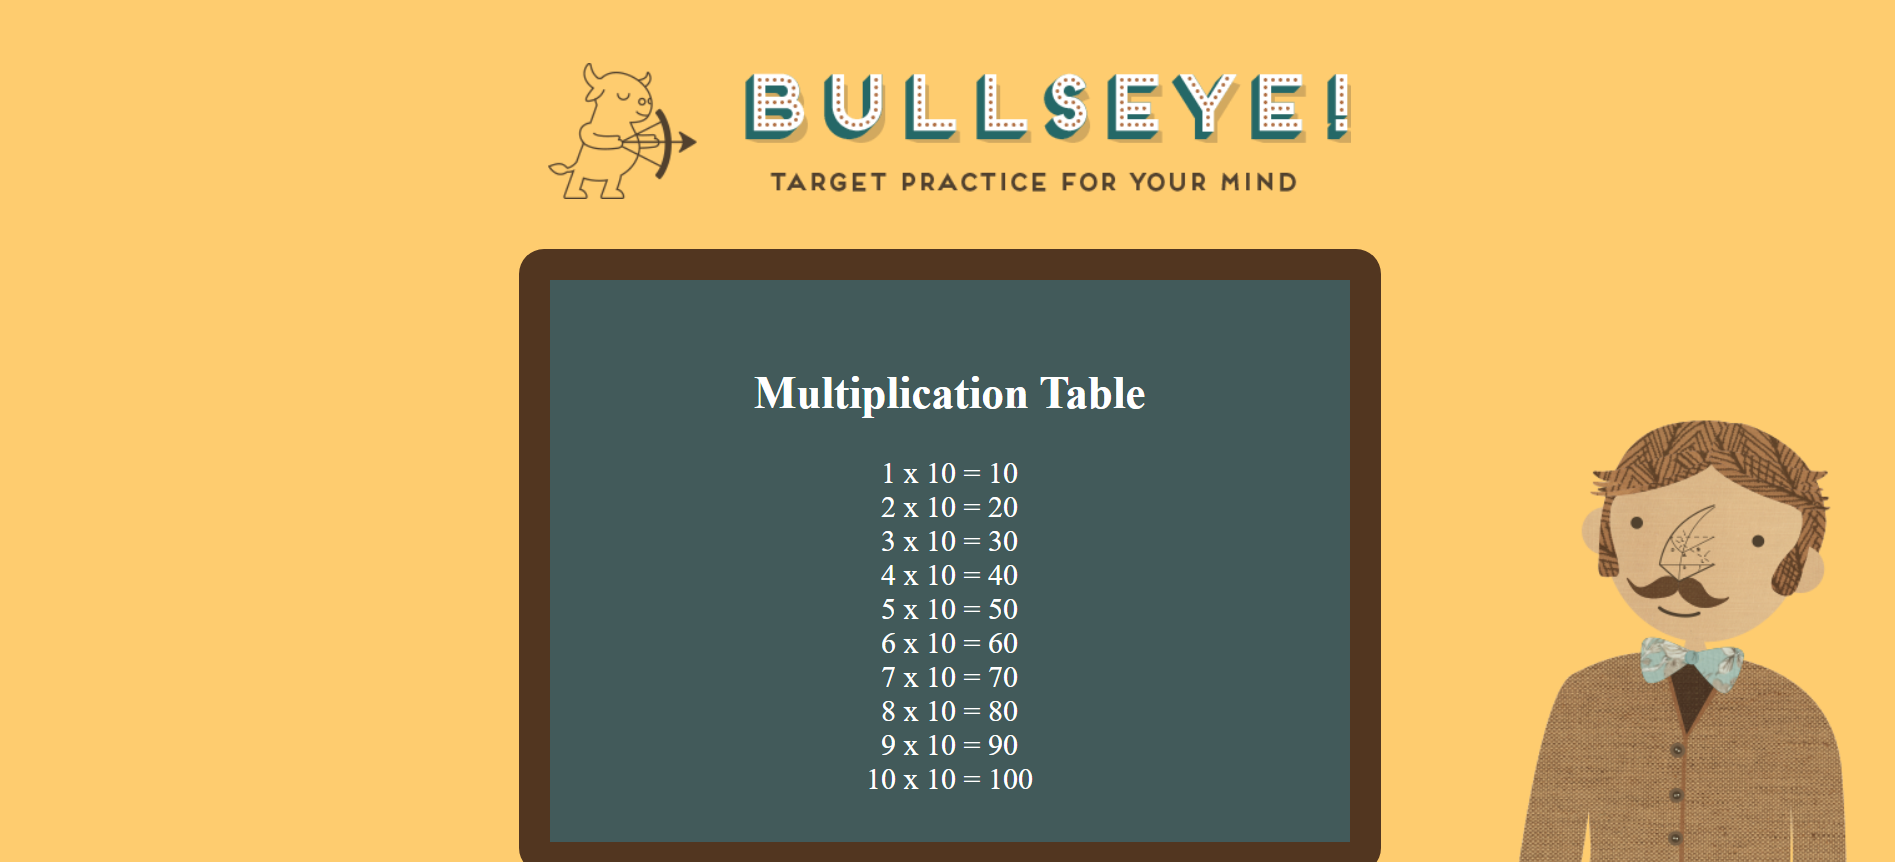 BULLSEYE!
TARGET PRACTICE FOR YOUR MIND
Multiplication Table
1 x 10 = 10
2 x 10 = 20
3 x 10 = 30
4 x 10 = 40
5 x 10 = 50
6 x 10 = 60
7 x 10 = 70
8 x 10 = 80
9 x 10 = 90
10 x 10 = 100